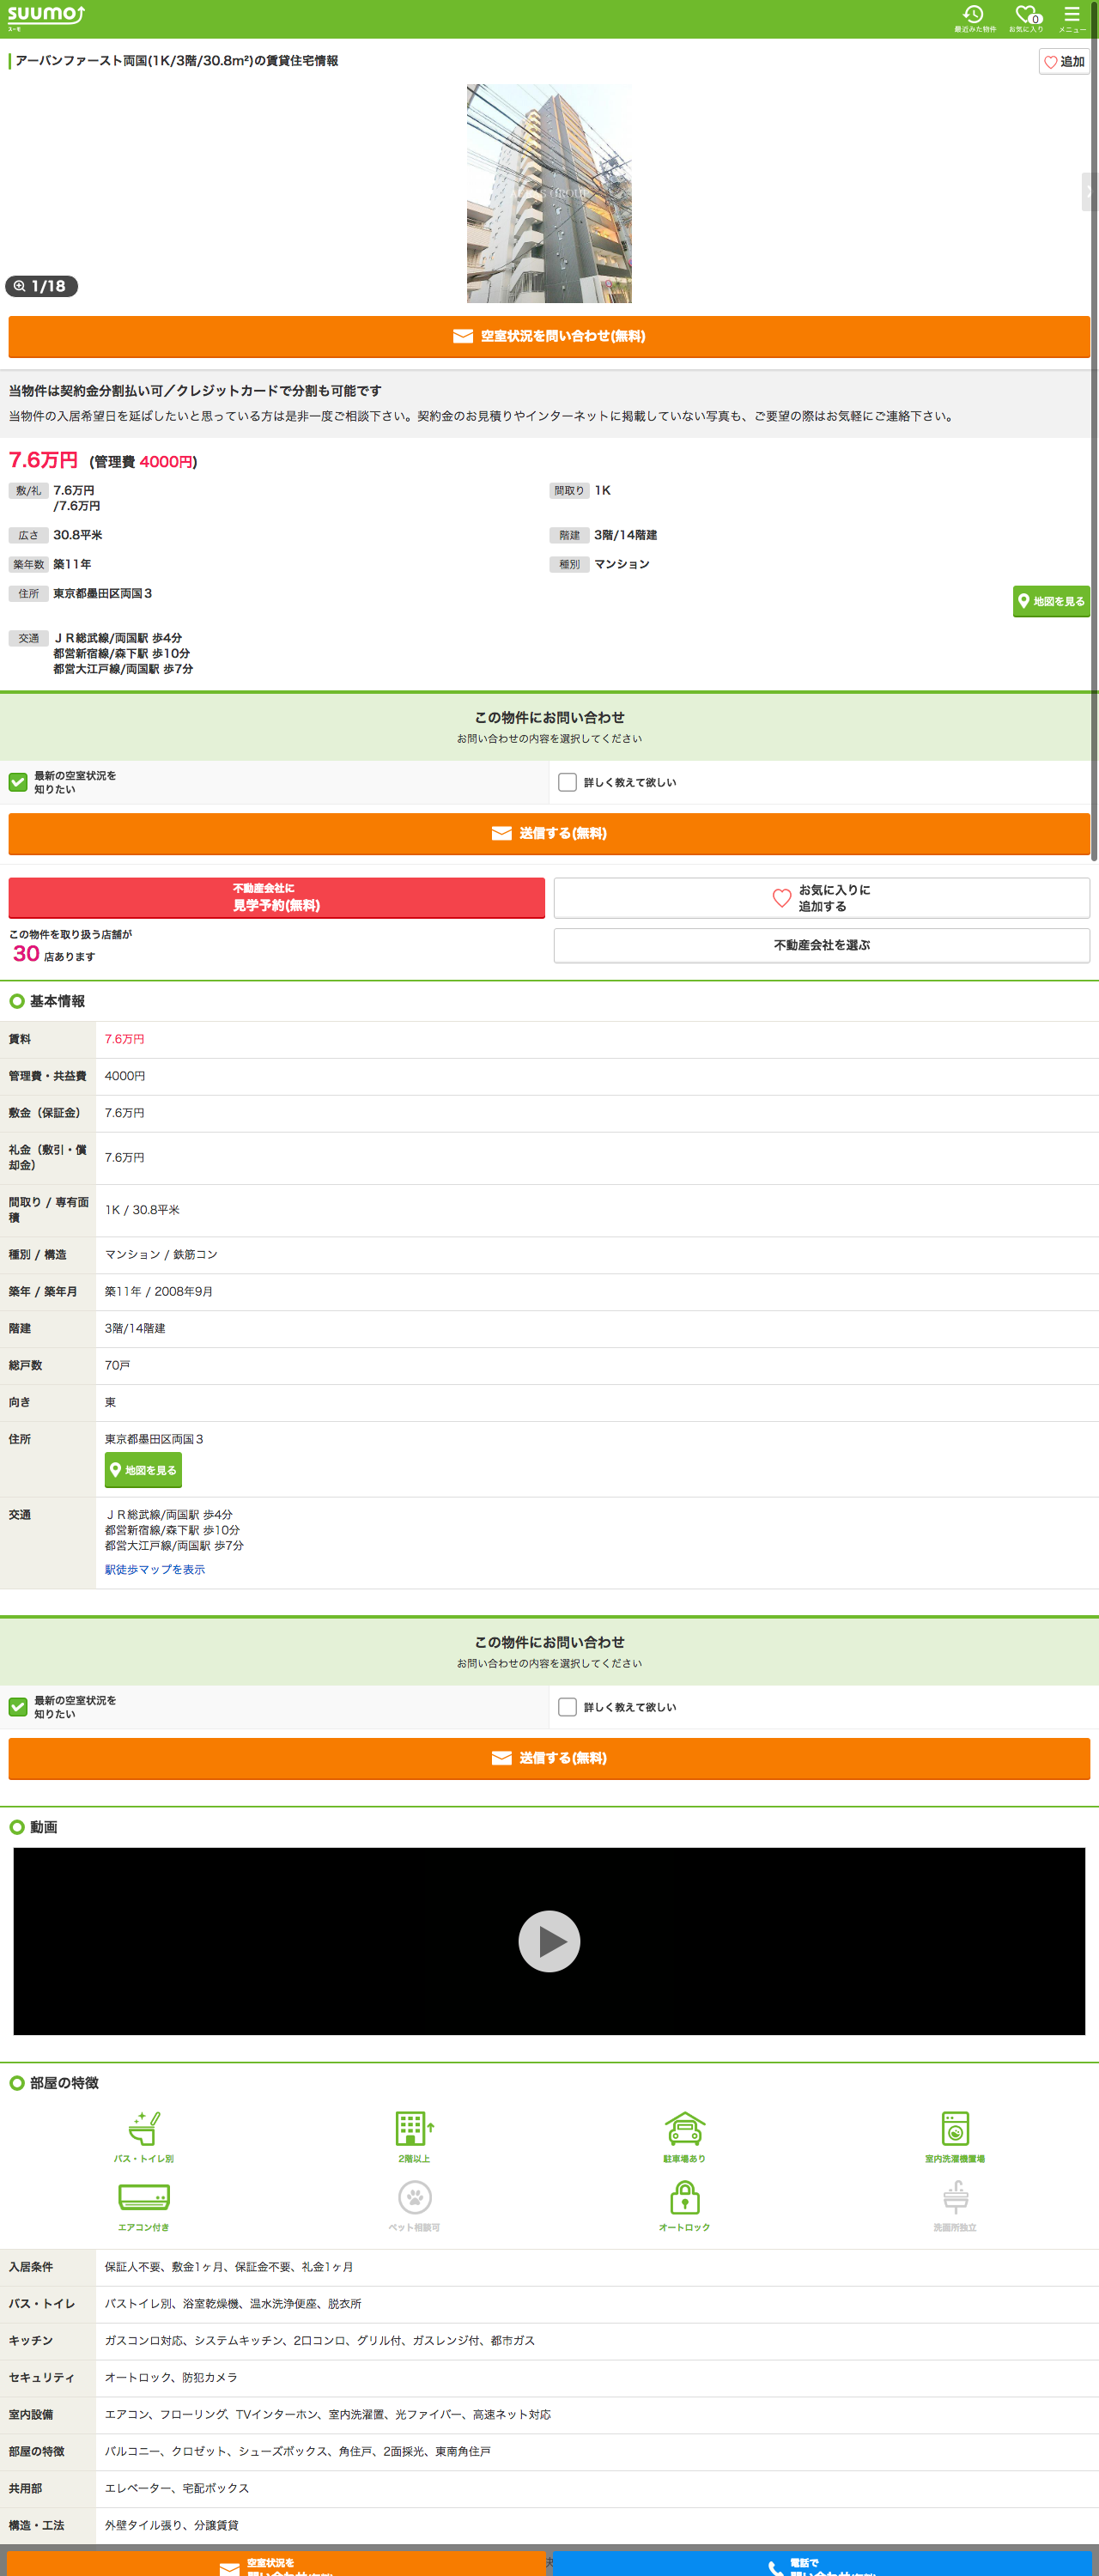 suumo
スーモ
最近みた物件
お気に入り
0
メニュー
アーバンファースト両国(1K/3階/30.8m²)の賃貸住宅情報
追加
1/18
空室状況を問い合わせ(無料)
当物件は契約金分割払い可／クレジットカードで分割も可能です
当物件の入居希望日を延ばしたいと思っている方は是非一度ご相談下さい。契約金のお見積りやインターネットに掲載していない写真も、ご要望の際はお気軽にご連絡下さい。
7.6万円 (管理費 4000円)
敷/礼 7.6万円
/7.6万円
間取り 1K
広さ 30.8平米
階建 3階/14階建
築年数 築11年
種別 マンション
住所 東京都墨田区両国３
地図を見る
交通 ＪＲ総武線/両国駅 歩4分
都営新宿線/森下駅 歩10分
都営大江戸線/両国駅 歩7分
この物件にお問い合わせ
お問い合わせの内容を選択してください
最新の空室状況を
知りたい
詳しく教えて欲しい
送信する(無料)
不動産会社に
見学予約(無料)
お気に入りに
追加する
この物件を取り扱う店舗が
30 店あります
不動産会社を選ぶ
基本情報
賃料 7.6万円
管理費・共益費 4000円
敷金（保証金） 7.6万円
礼金（敷引・償
却金） 7.6万円
間取り / 専有面
積 1K / 30.8平米
種別 / 構造 マンション / 鉄筋コン
築年 / 築年月 築11年 / 2008年9月
階建 3階/14階建
総戸数 70戸
向き 東
住所 東京都墨田区両国３
地図を見る
交通 ＪＲ総武線/両国駅 歩4分
都営新宿線/森下駅 歩10分
都営大江戸線/両国駅 歩7分
駅徒歩マップを表示
この物件にお問い合わせ
お問い合わせの内容を選択してください
最新の空室状況を
知りたい
詳しく教えて欲しい
送信する(無料)
動画
部屋の特徴
バス・トイレ別
2階以上
駐車場あり
室内洗濯機置場
エアコン付き
ペット相談可
オートロック
洗面所独立
入居条件 保証人不要、敷金1ヶ月、保証金不要、礼金1ヶ月
バス・トイレ バストイレ別、浴室乾燥機、温水洗浄便座、脱衣所
キッチン ガスコンロ対応、システムキッチン、2口コンロ、グリル付、ガスレンジ付、都市ガス
セキュリティ オートロック、防犯カメラ
室内設備 エアコン、フローリング、TVインターホン、室内洗濯置、光ファイバー、高速ネット対応
部屋の特徴 バルコニー、クロゼット、シューズボックス、角住戸、2面採光、東南角住戸
共用部 エレベーター、宅配ボックス
構造・工法 外壁タイル張り、分譲賃貸
空室状況を
電話で